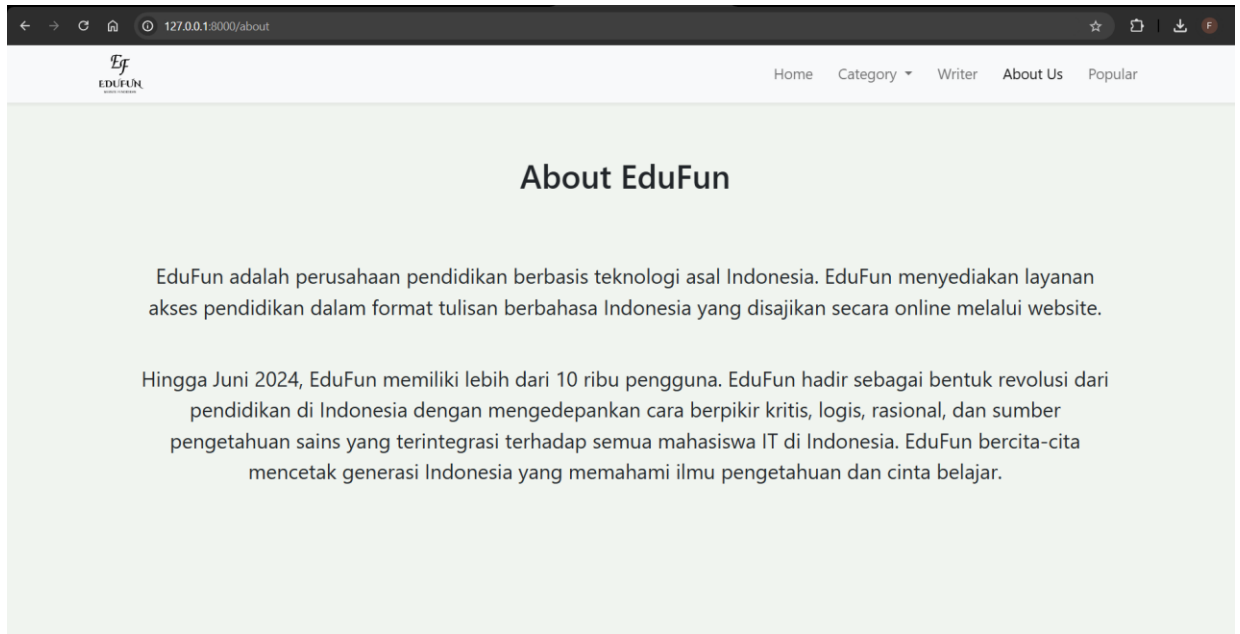 127.0.0.1:8000/about
F
EF
EDUFUN
Home Category Writer About Us Popular
About EduFun
EduFun adalah perusahaan pendidikan berbasis teknologi asal Indonesia. EduFun menyediakan layanan
akses pendidikan dalam format tulisan berbahasa Indonesia yang disajikan secara online melalui website.
Hingga Juni 2024, EduFun memiliki lebih dari 10 ribu pengguna. EduFun hadir sebagai bentuk revolusi dari
pendidikan di Indonesia dengan mengedepankan cara berpikir kritis, logis, rasional, dan sumber
pengetahuan sains yang terintegrasi terhadap semua mahasiswa IT di Indonesia. EduFun bercita-cita
mencetak generasi Indonesia yang memahami ilmu pengetahuan dan cinta belajar.